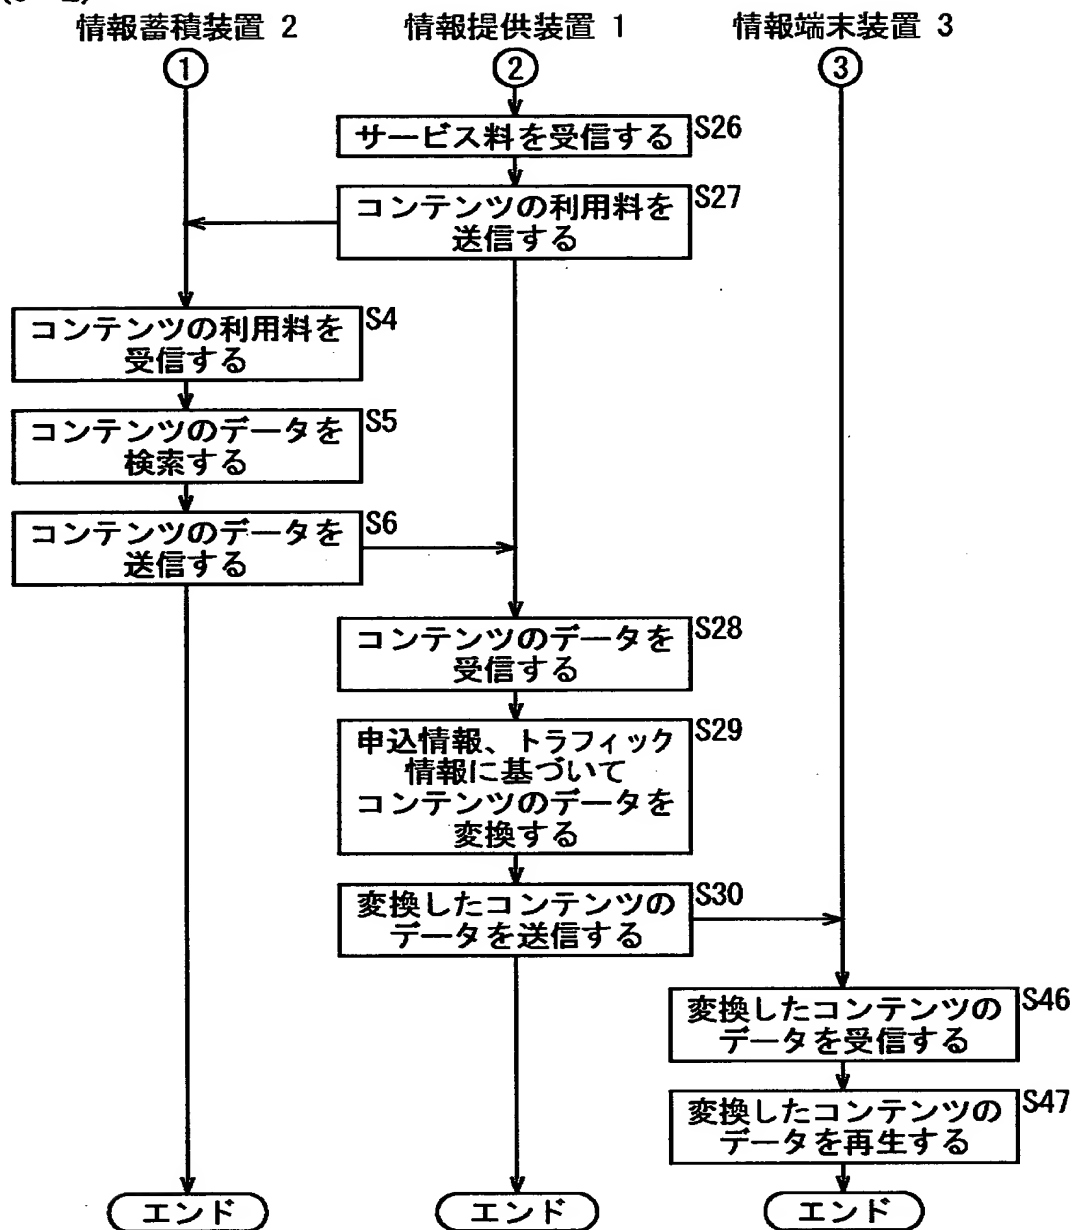 情報蓄積装置 2
情報提供装置 1
情報端末装置 3
①
②
③
サービス料を受信する
S26
コンテンツの利用料を
送信する
S27
コンテンツの利用料を
受信する
S4
コンテンツのデータを
検索する
S5
コンテンツのデータを
送信する
S6
コンテンツのデータを
受信する
S28
申込情報、トラフィック
情報に基づいて
コンテンツのデータを
変換する
S29
変換したコンテンツの
データを送信する
S30
変換したコンテンツの
データを受信する
S46
変換したコンテンツの
データを再生する
S47
エンド
エンド
エンド